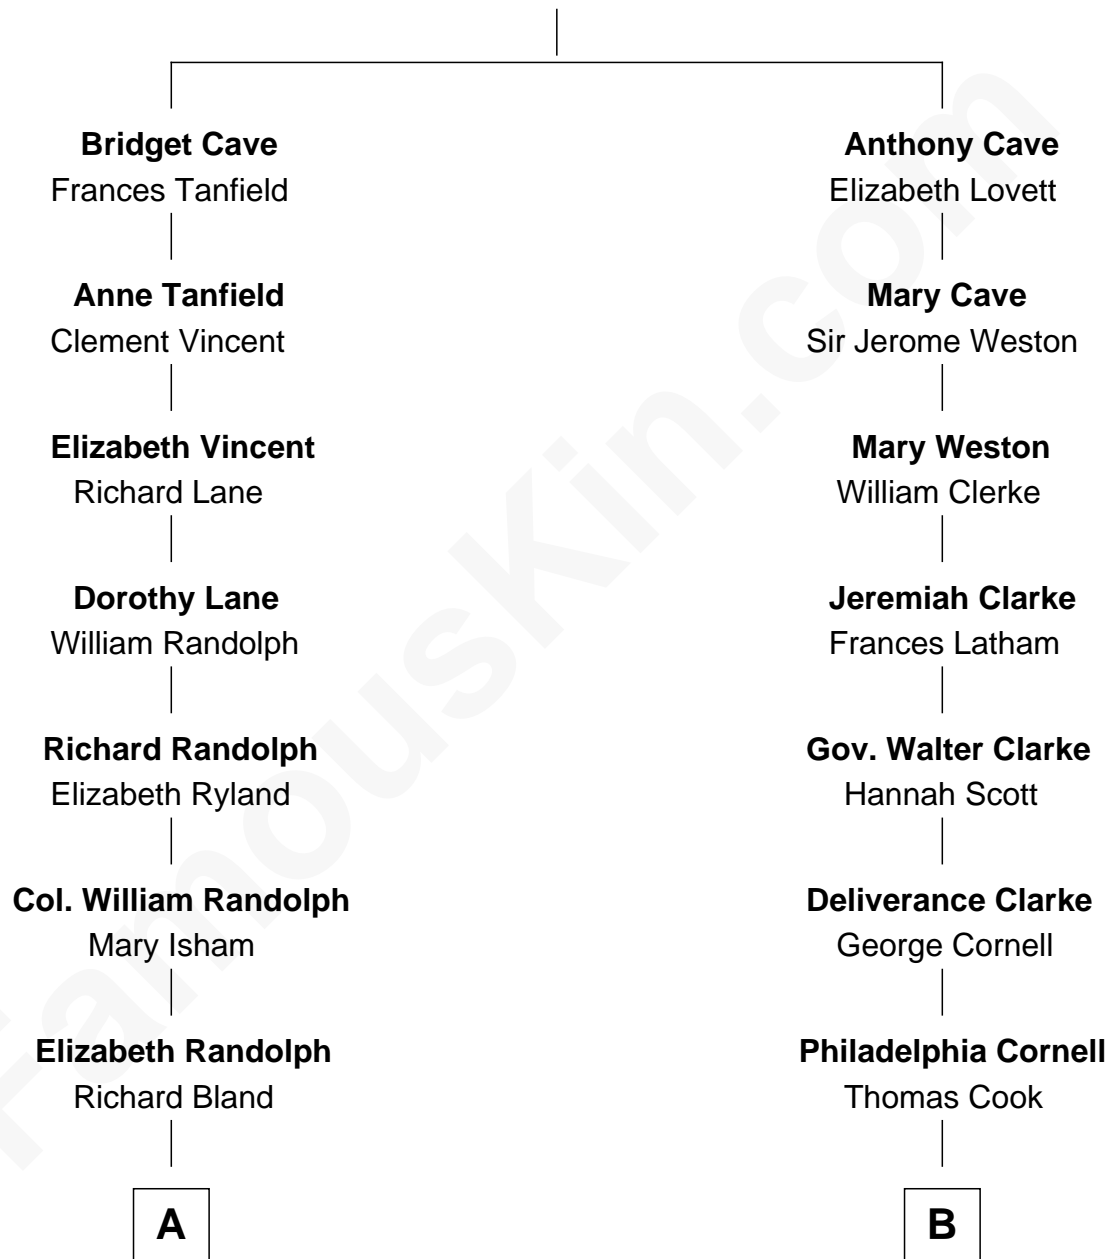 Bridget Cave
Frances Tanfield
Anne Tanfield
Clement Vincent
Elizabeth Vincent
Richard Lane
Dorothy Lane
William Randolph
Richard Randolph
Elizabeth Ryland
Col. William Randolph
Mary Isham
Elizabeth Randolph
Richard Bland
A
Anthony Cave
Elizabeth Lovett
Mary Cave
Sir Jerome Weston
Mary Weston
William Clerke
Jeremiah Clarke
Frances Latham
Gov. Walter Clarke
Hannah Scott
Deliverance Clarke
George Cornell
Philadelphia Cornell
Thomas Cook
B
FamousKin.com